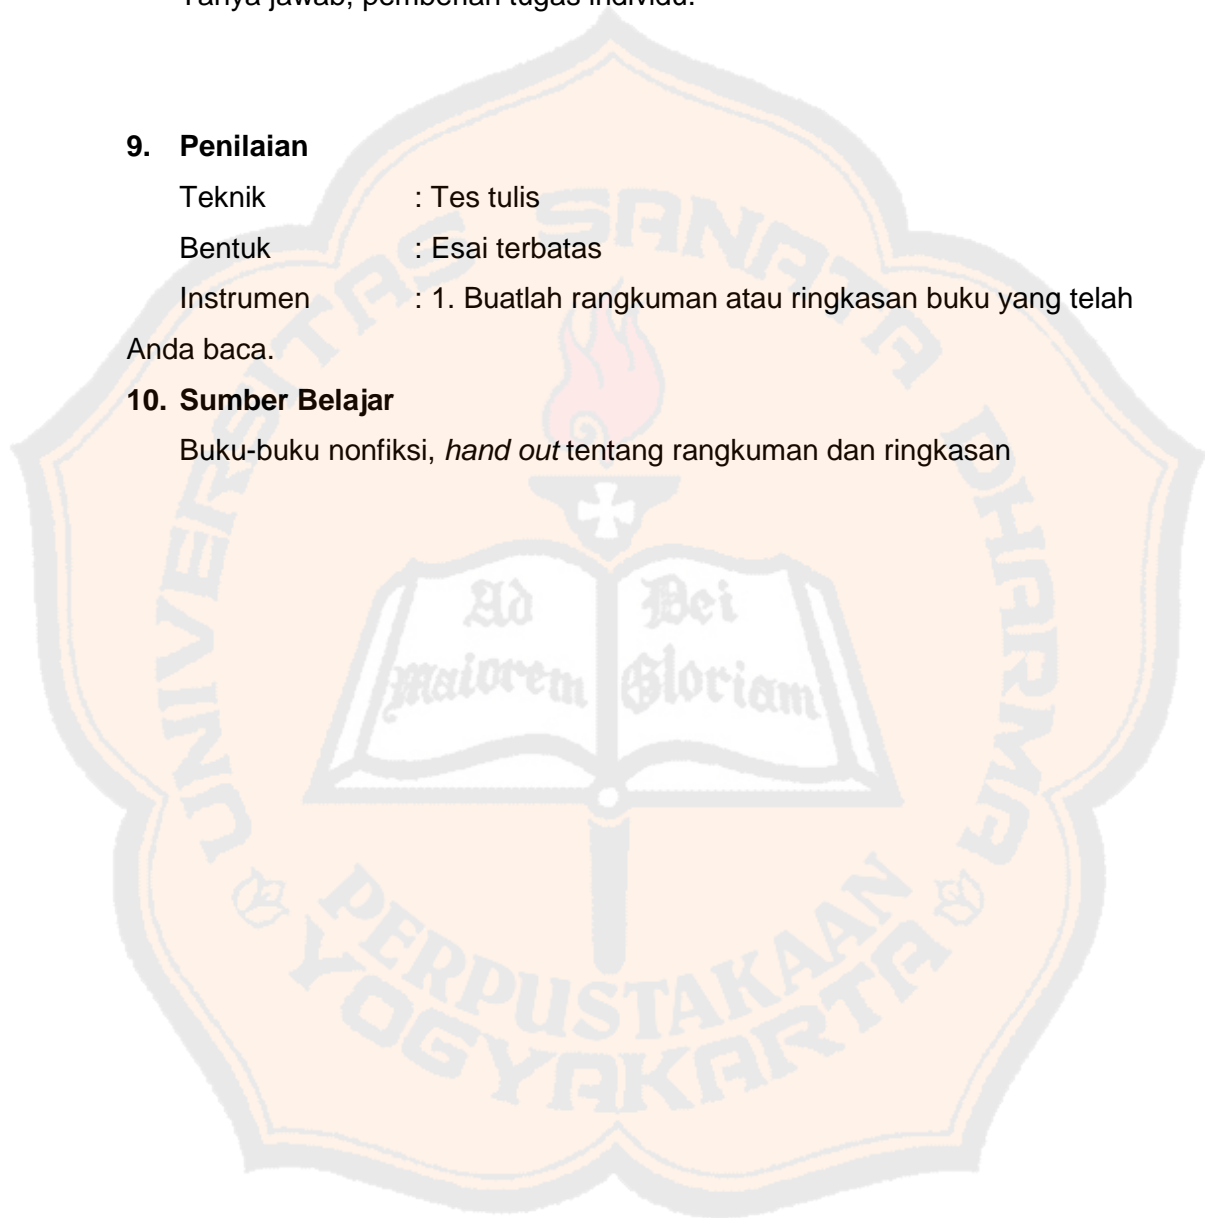 Tanya jawab, pemberian tugas individu.
9. Penilaian
Teknik : Tes tulis
Bentuk : Esai terbatas
Instrumen : 1. Buatlah rangkuman atau ringkasan buku yang telah
Anda baca.
10. Sumber Belajar
Buku-buku nonfiksi, hand out tentang rangkuman dan ringkasan
UNIVERSITAS SANATA DHARMA
Ad Dei
Maiorem Gloriam
PERPUSTAKAAN
YOGYAKARTA